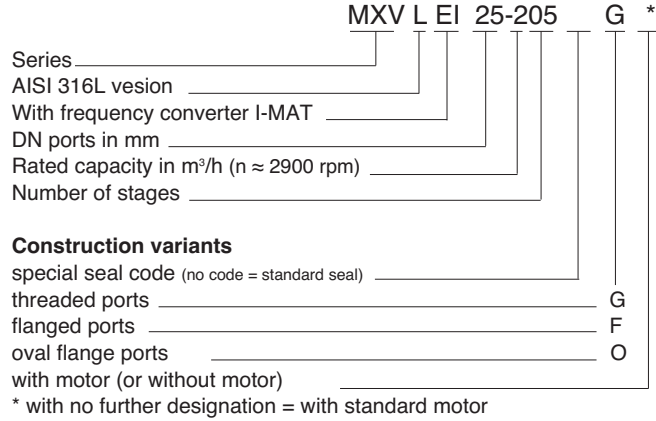 MXV L EI 25-205 G *
Series
AISI 316L vesion
With frequency converter I-MAT
DN ports in mm
Rated capacity in m³/h (n ≈ 2900 rpm)
Number of stages
Construction variants
special seal code (no code = standard seal)
threaded ports G
flanged ports F
oval flange ports O
with motor (or without motor)
* with no further designation = with standard motor